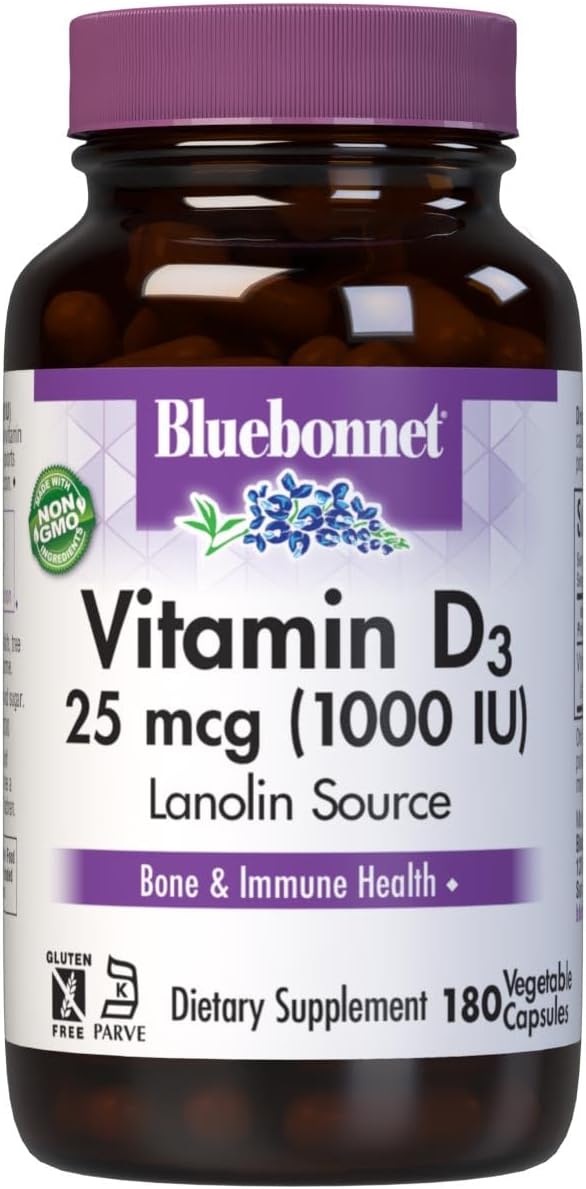 Bluebonnet®
MADE WITH
NON
GMO
INGREDIENTS
Vitamin D3
25 mcg (1000 IU)
Lanolin Source
Bone & Immune Health ◆
GLUTEN
FREE
K
PARVE
Dietary Supplement 180 Vegetable
Capsules